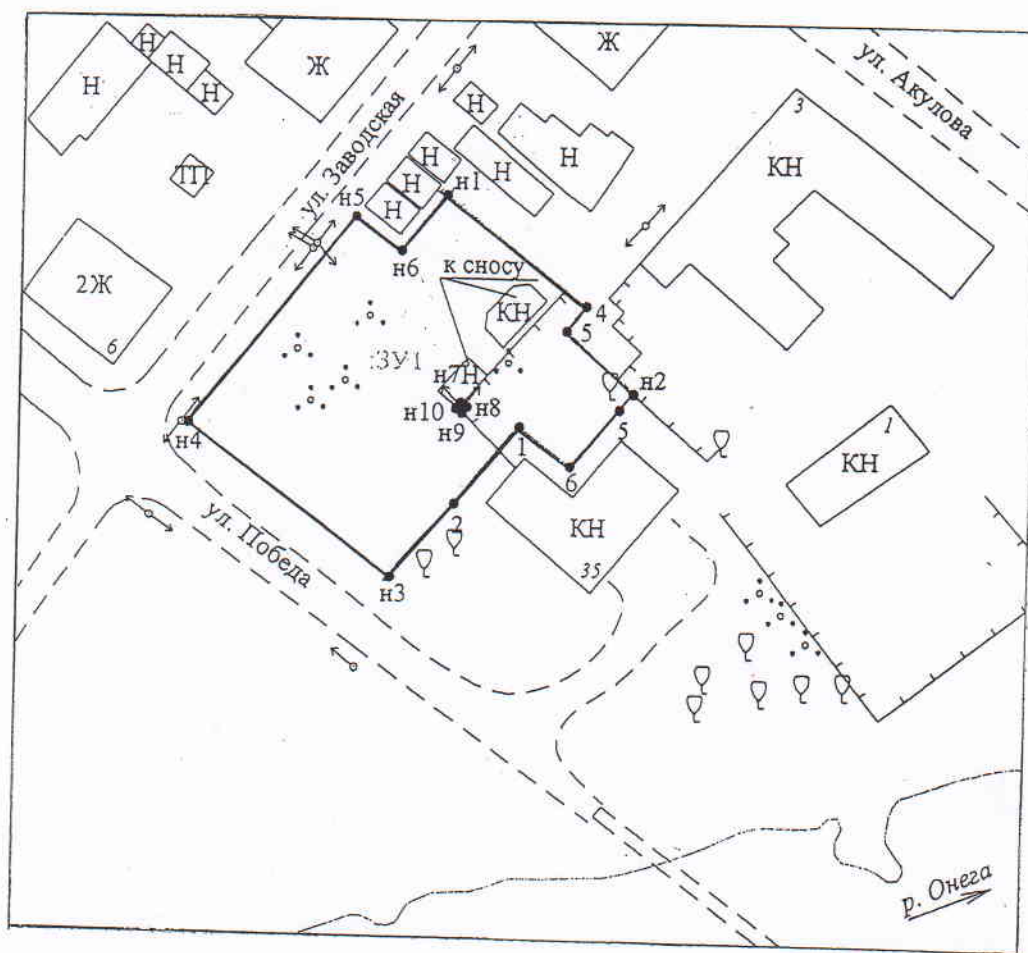 Н
Н
Н
Н
Ж
Ж
ул. Акулова
3
КН
ул. Заводская
Н
Н
Н
Н
Н
Н
ТП
н5
н1
н6
к сносу
КН
4
5
2Ж
6
:ЗУ1
н7
Н
н8
н10
н9
н2
5
1
6
н4
2
н3
КН
35
1
КН
ул. Победа
р. Онега